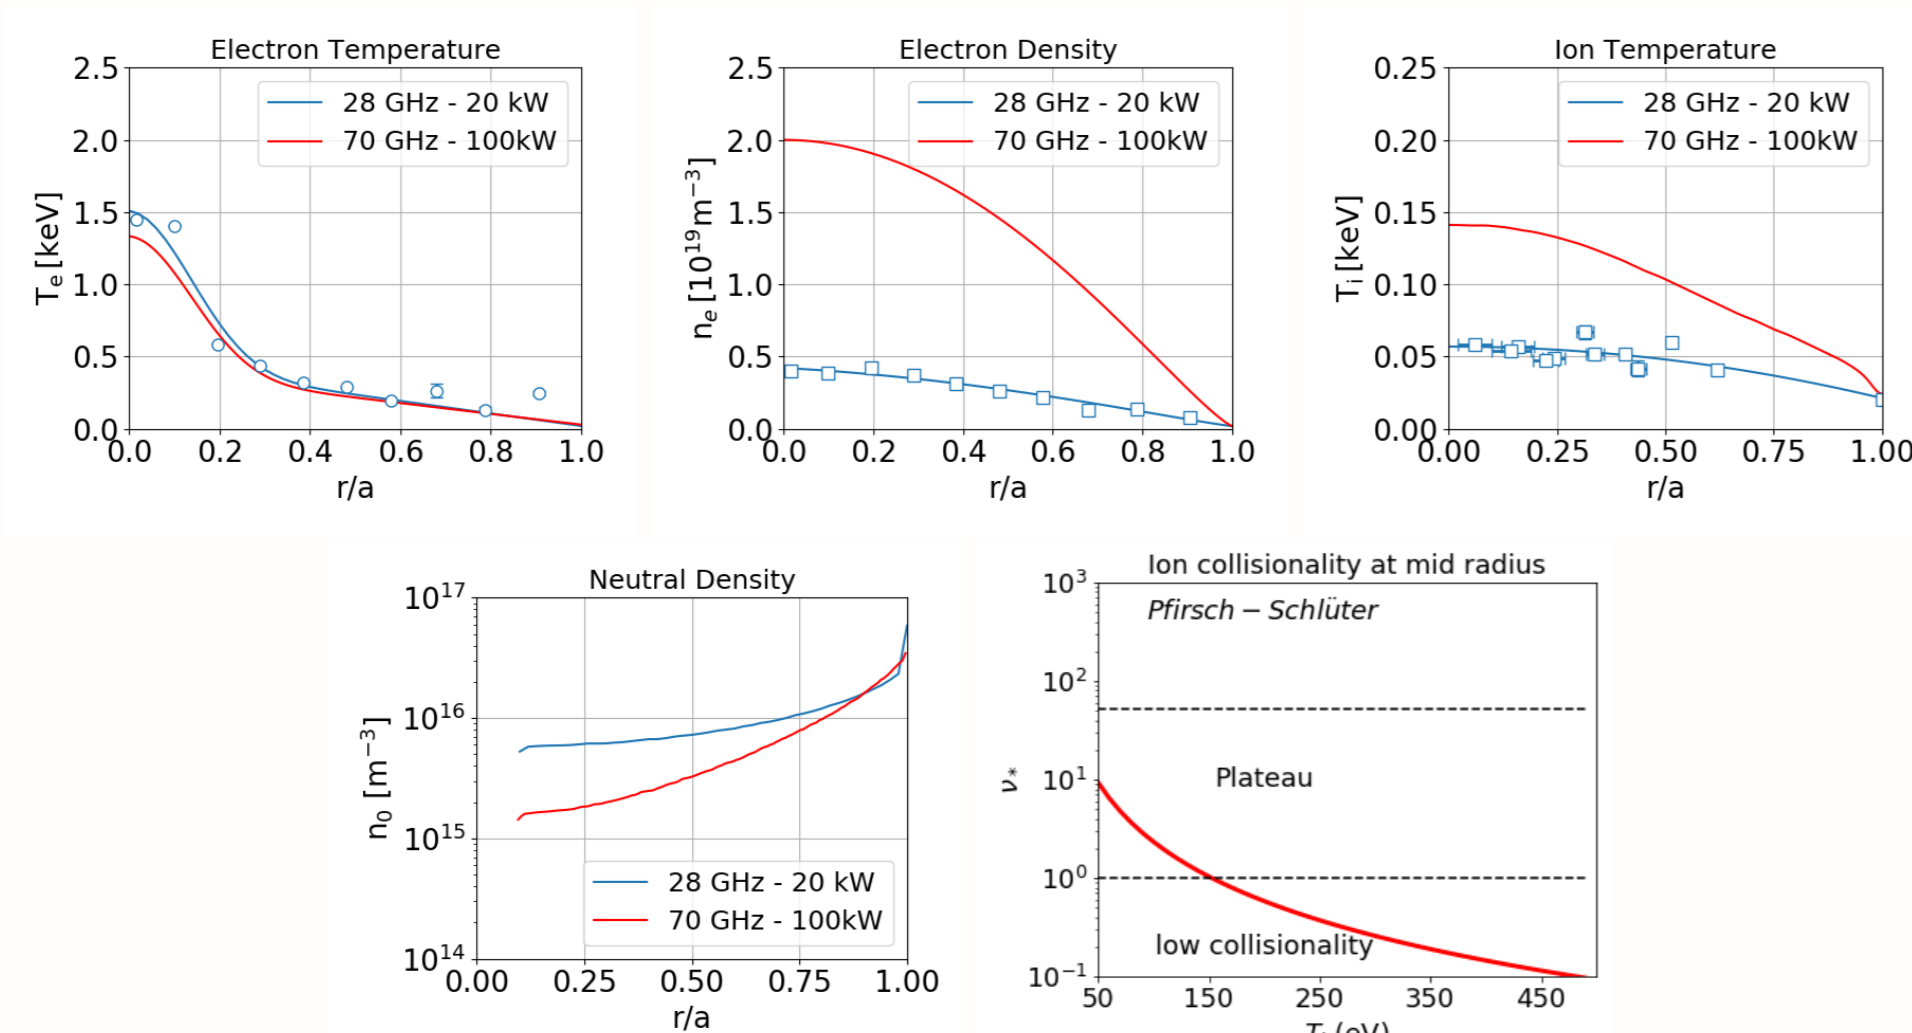 Electron Temperature
2.5
2.0
1.5
1.0
0.5
0.0
T_e [keV]
28 GHz - 20 kW
70 GHz - 100kW
0.0 0.2 0.4 0.6 0.8 1.0
r/a
Electron Density
2.5
2.0
1.5
1.0
0.5
0.0
n_e [10^19 m^−3]
28 GHz - 20 kW
70 GHz - 100kW
0.0 0.2 0.4 0.6 0.8 1.0
r/a
Ion Temperature
0.25
0.20
0.15
0.10
0.05
0.00
T_i [keV]
28 GHz - 20 kW
70 GHz - 100kW
0.00 0.25 0.50 0.75 1.00
r/a
Neutral Density
10^17
10^16
10^15
10^14
n_0 [m^−3]
28 GHz - 20 kW
70 GHz - 100kW
0.00 0.25 0.50 0.75 1.00
r/a
Ion collisionality at mid radius
10^3
10^2
10^1
10^0
10^−1
ν_*
Pfirsch − Schlüter
Plateau
low collisionality
50 150 250 350 450